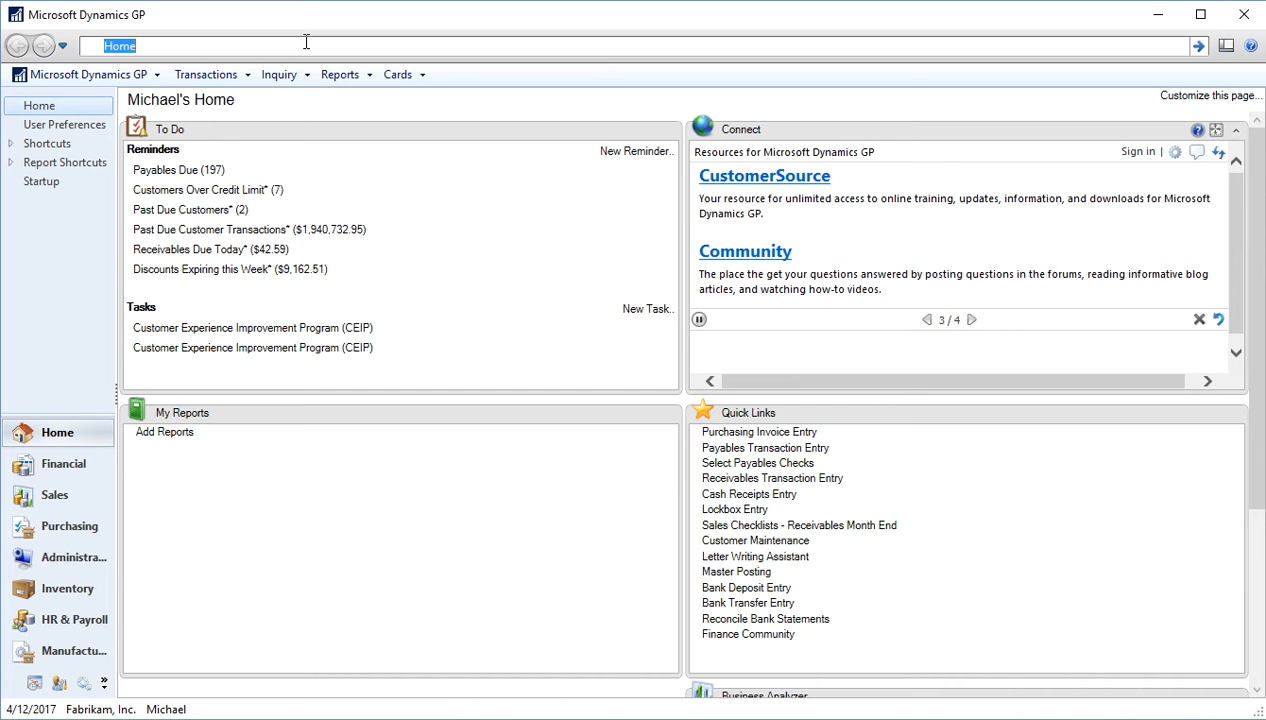 Microsoft Dynamics GP
Home
Microsoft Dynamics GP Transactions Inquiry Reports Cards
Home
User Preferences
Shortcuts
Report Shortcuts
Startup
Home
Financial
Sales
Purchasing
Administra...
Inventory
HR & Payroll
Manufactu...
Michael's Home
Customize this page...
To Do
Reminders
New Reminder..
Payables Due (197)
Customers Over Credit Limit* (7)
Past Due Customers* (2)
Past Due Customer Transactions* ($1,940,732.95)
Receivables Due Today* ($42.59)
Discounts Expiring this Week* ($9,162.51)
Tasks
New Task..
Customer Experience Improvement Program (CEIP)
Customer Experience Improvement Program (CEIP)
Connect
Resources for Microsoft Dynamics GP
Sign in |
CustomerSource
Your resource for unlimited access to online training, updates, information, and downloads for Microsoft
Dynamics GP.
Community
The place the get your questions answered by posting questions in the forums, reading informative blog
articles, and watching how-to videos.
3 / 4
My Reports
Add Reports
Quick Links
Purchasing Invoice Entry
Payables Transaction Entry
Select Payables Checks
Receivables Transaction Entry
Cash Receipts Entry
Lockbox Entry
Sales Checklists - Receivables Month End
Customer Maintenance
Letter Writing Assistant
Master Posting
Bank Deposit Entry
Bank Transfer Entry
Reconcile Bank Statements
Finance Community
Business Analyzer
4/12/2017 Fabrikam, Inc. Michael